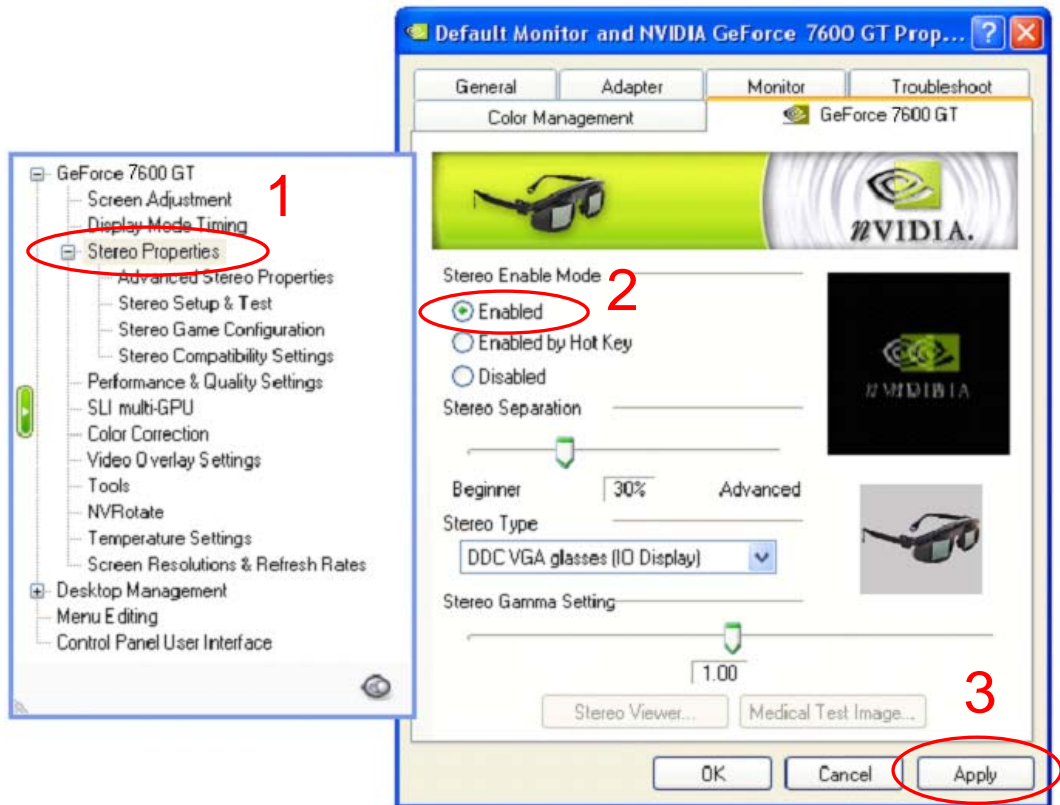 Default Monitor and NVIDIA GeForce 7600 GT Prop...
General Adapter Monitor Troubleshoot
Color Management GeForce 7600 GT
nVIDIA.
1
GeForce 7600 GT
Screen Adjustment
Display Mode Timing
Stereo Properties
Advanced Stereo Properties
Stereo Setup & Test
Stereo Game Configuration
Stereo Compatibility Settings
Performance & Quality Settings
SLI multi-GPU
Color Correction
Video Overlay Settings
Tools
NVRotate
Temperature Settings
Screen Resolutions & Refresh Rates
Desktop Management
Menu Editing
Control Panel User Interface
Stereo Enable Mode
2
Enabled
Enabled by Hot Key
Disabled
Stereo Separation
Beginner 30% Advanced
Stereo Type
DDC VGA glasses (IO Display)
Stereo Gamma Setting
1.00
Stereo Viewer... Medical Test Image...
3
OK Cancel Apply